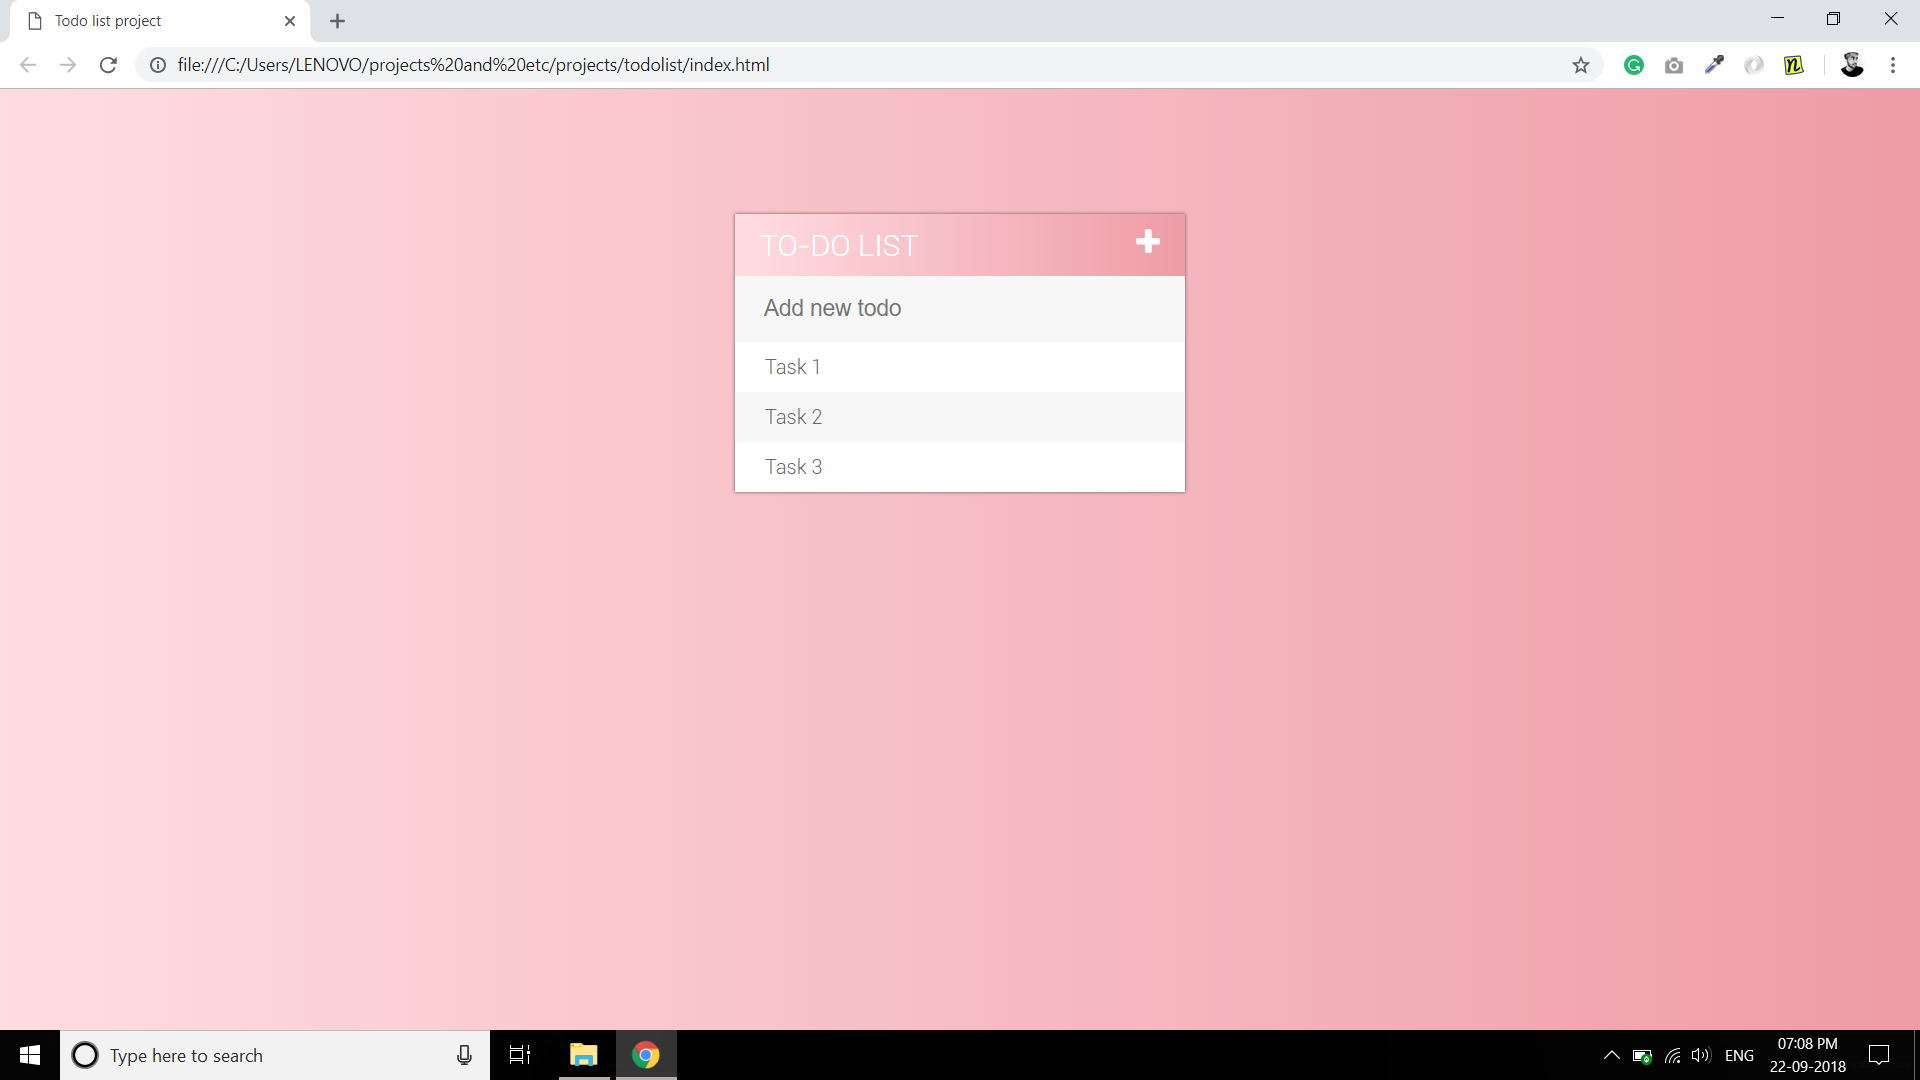 Todo list project
file:///C:/Users/LENOVO/projects%20and%20etc/projects/todolist/index.html
TO-DO LIST
Add new todo
Task 1
Task 2
Task 3
Type here to search
ENG
07:08 PM
22-09-2018